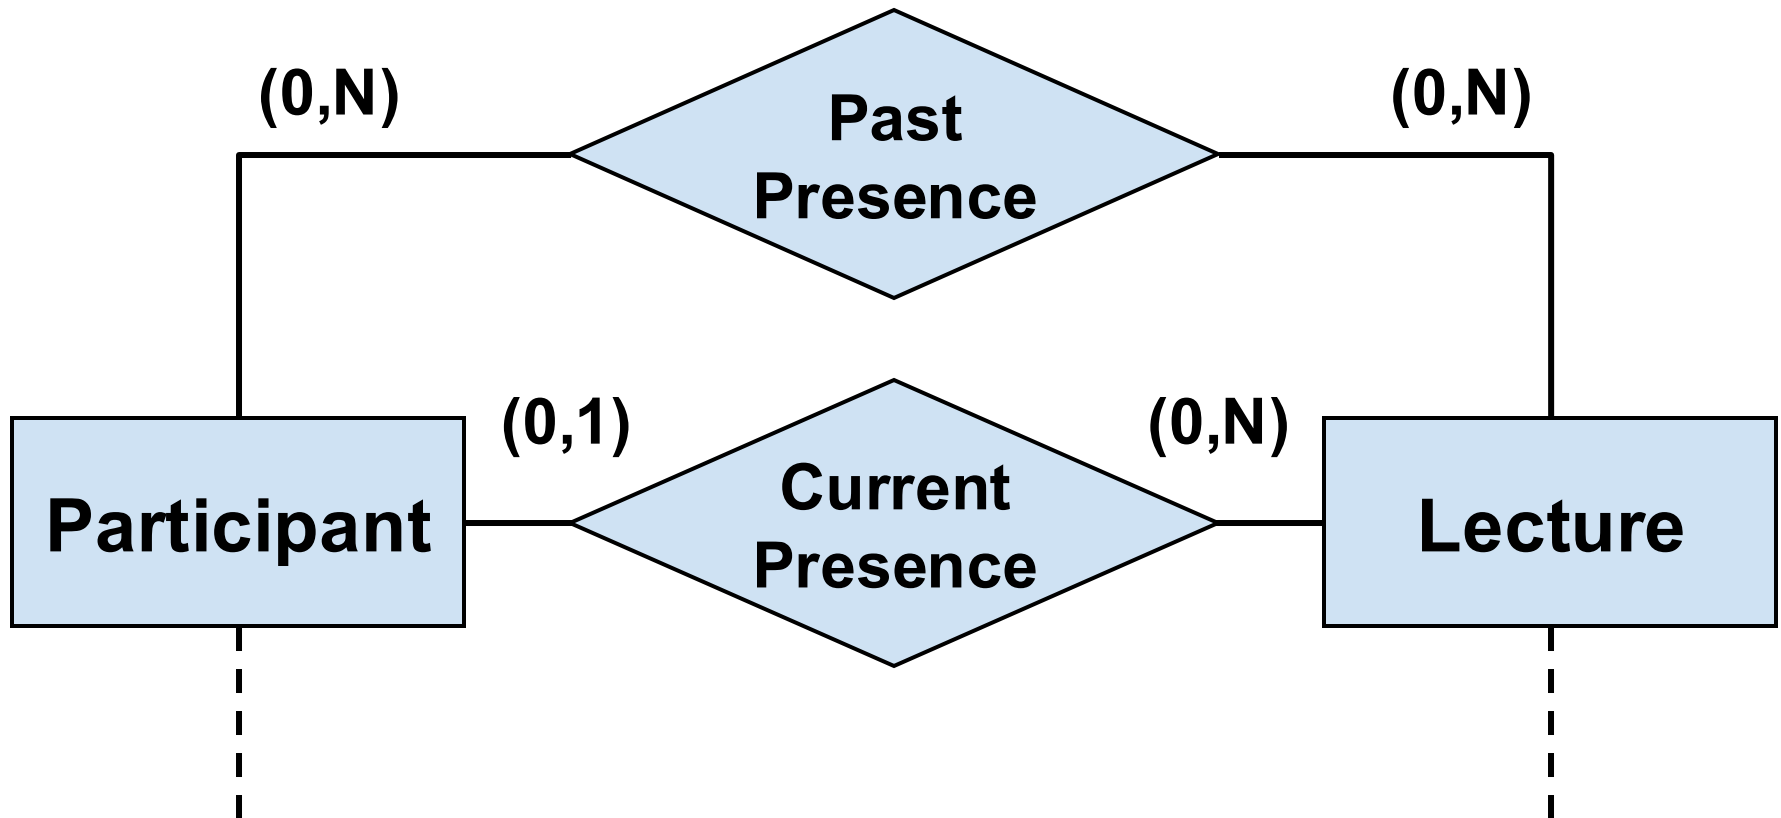 (0,N)
Past
Presence
(0,N)
Participant
(0,1)
Current
Presence
(0,N)
Lecture